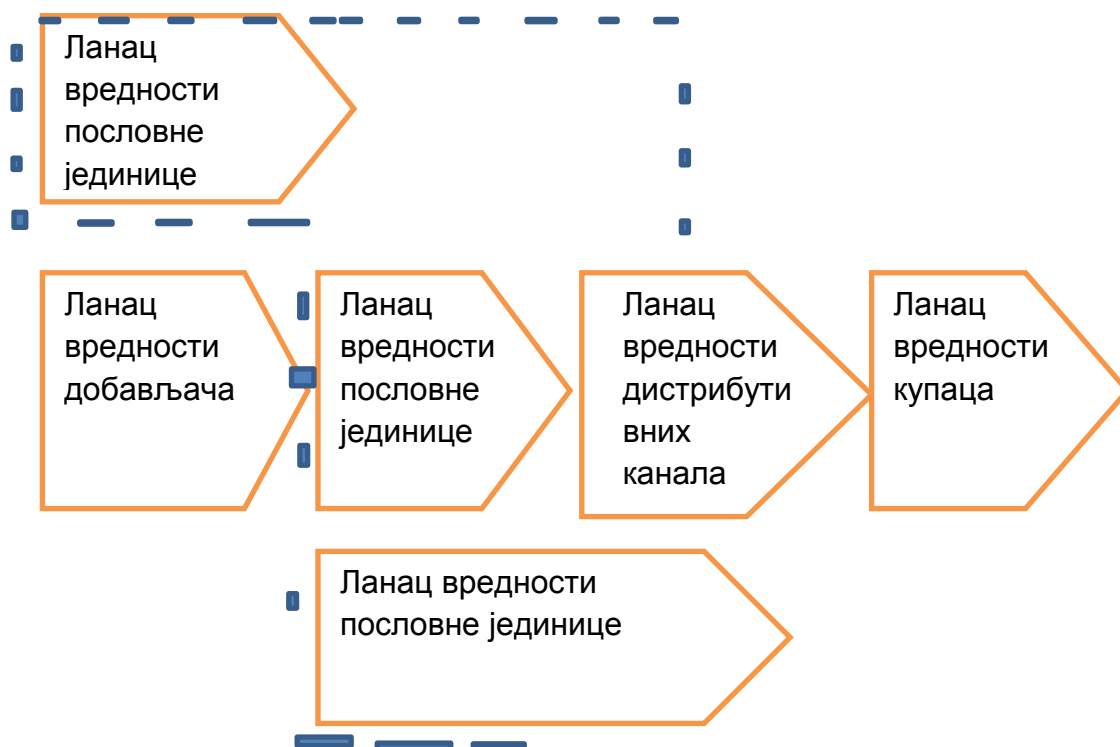 Ланац
вредности
пословне
јединице
Ланац
вредности
добављача
Ланац
вредности
пословне
јединице
Ланац
вредности
дистрибути
вних
канала
Ланац
вредности
купаца
Ланац вредности
пословне јединице